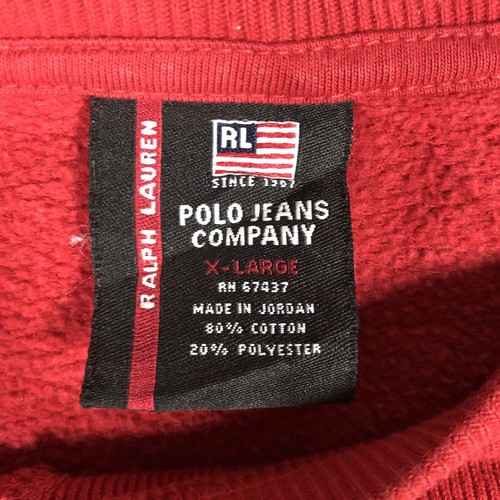 RALPH LAUREN
RL
SINCE 1967
POLO JEANS
COMPANY
X-LARGE
RN 67437
MADE IN JORDAN
80% COTTON
20% POLYESTER